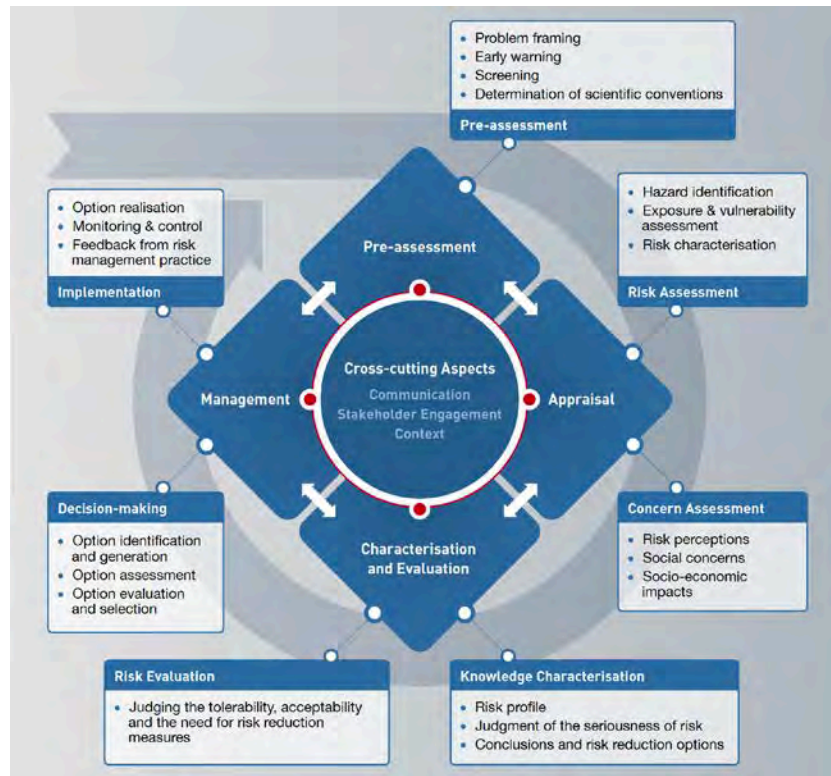 • Problem framing
• Early warning
• Screening
• Determination of scientific conventions
Pre-assessment
• Hazard identification
• Exposure & vulnerability
assessment
• Risk characterisation
Risk Assessment
• Option realisation
• Monitoring & control
• Feedback from risk
management practice
Implementation
Pre-assessment
Cross-cutting Aspects
Communication
Stakeholder Engagement
Context
Management
Appraisal
Characterisation
and Evaluation
Decision-making
• Option identification
and generation
• Option assessment
• Option evaluation
and selection
Concern Assessment
• Risk perceptions
• Social concerns
• Socio-economic
impacts
Risk Evaluation
• Judging the tolerability, acceptability
and the need for risk reduction
measures
Knowledge Characterisation
• Risk profile
• Judgment of the seriousness of risk
• Conclusions and risk reduction options